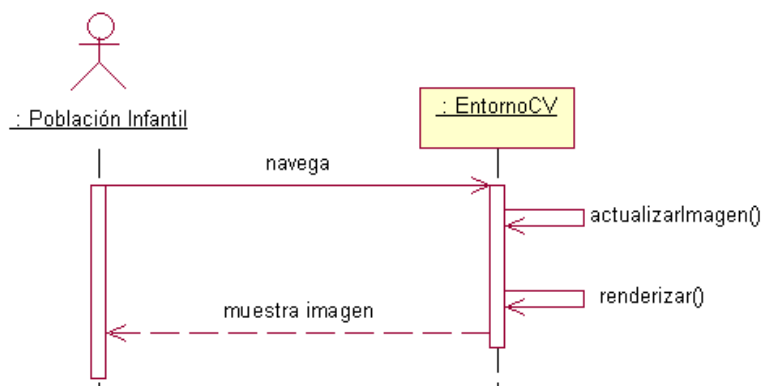 : Población Infantil
: EntornoCV
navega
actualizarImagen()
renderizar()
muestra imagen